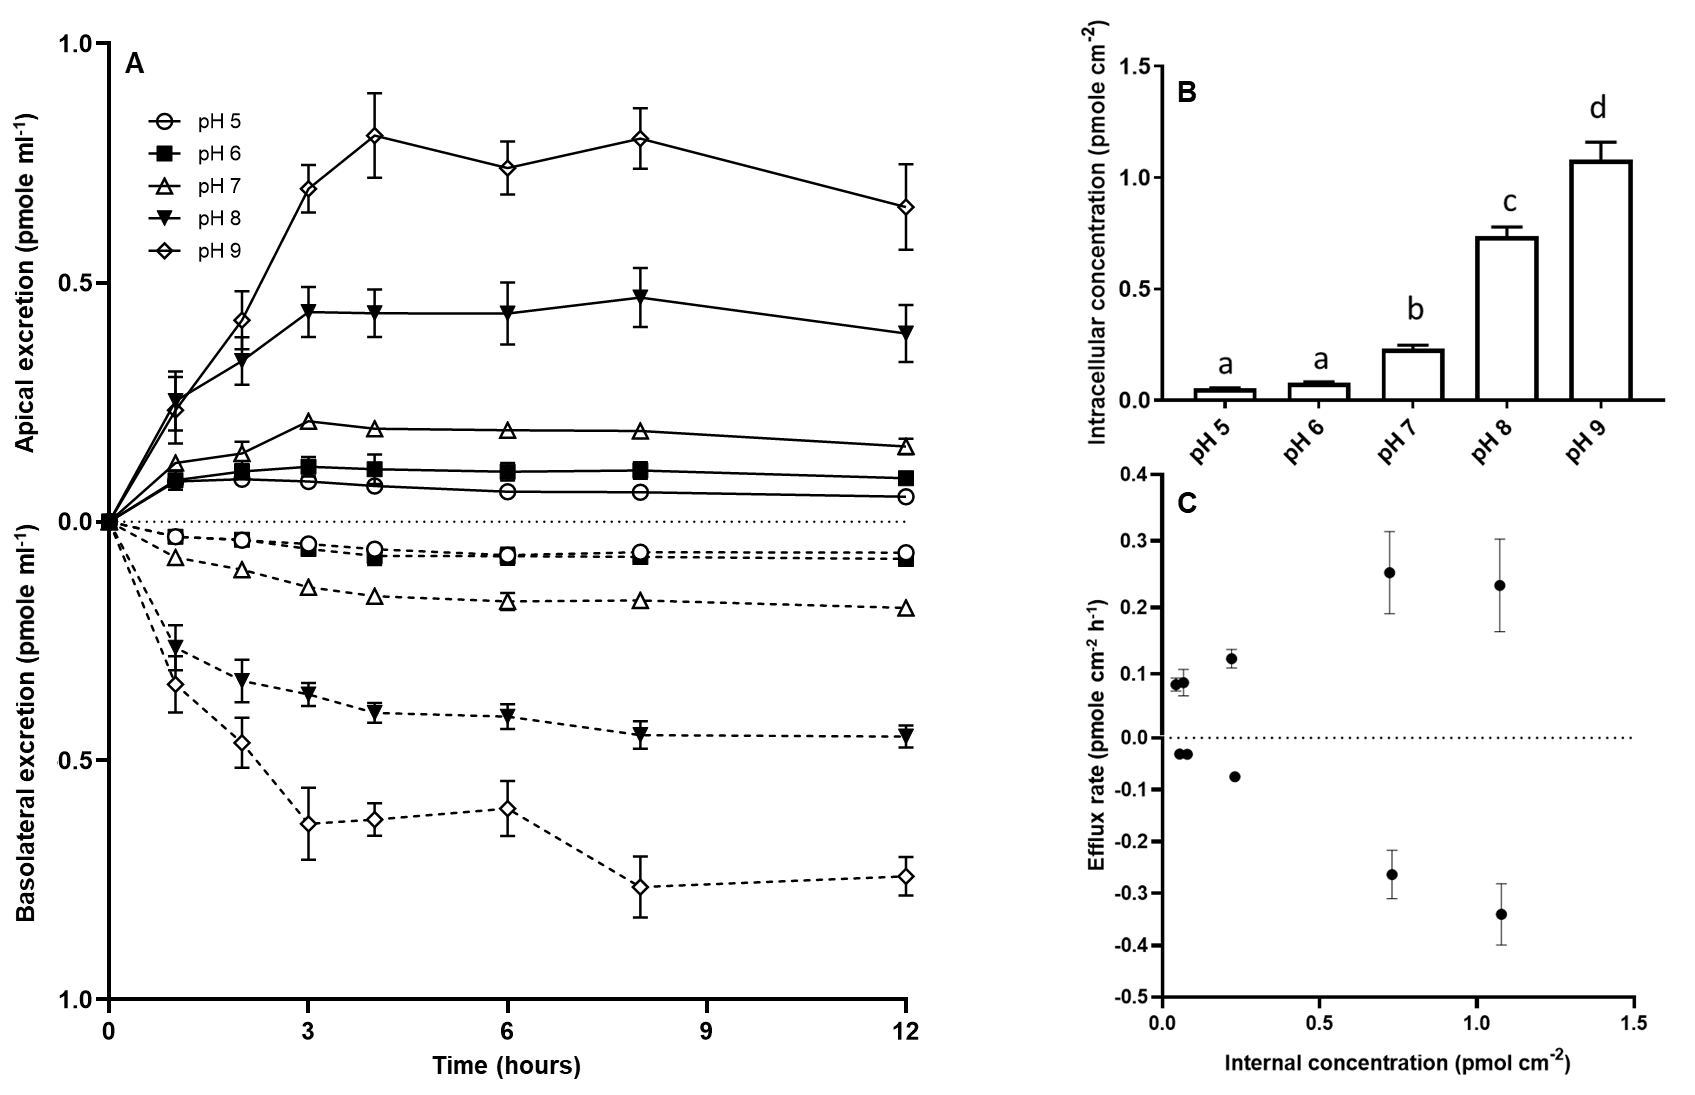 A
1.0
0.5
0.0
0.5
1.0
Apical excretion (pmole ml-1)
Basolateral excretion (pmole ml-1)
pH 5
pH 6
pH 7
pH 8
pH 9
0
3
6
9
12
Time (hours)
B
Intracellular concentration (pmole cm-2)
1.5
1.0
0.5
0.0
a
a
b
c
d
pH 5
pH 6
pH 7
pH 8
pH 9
C
Efflux rate (pmole cm-2 h-1)
0.4
0.3
0.2
0.1
0.0
-0.1
-0.2
-0.3
-0.4
-0.5
0.0
0.5
1.0
1.5
Internal concentration (pmol cm-2)